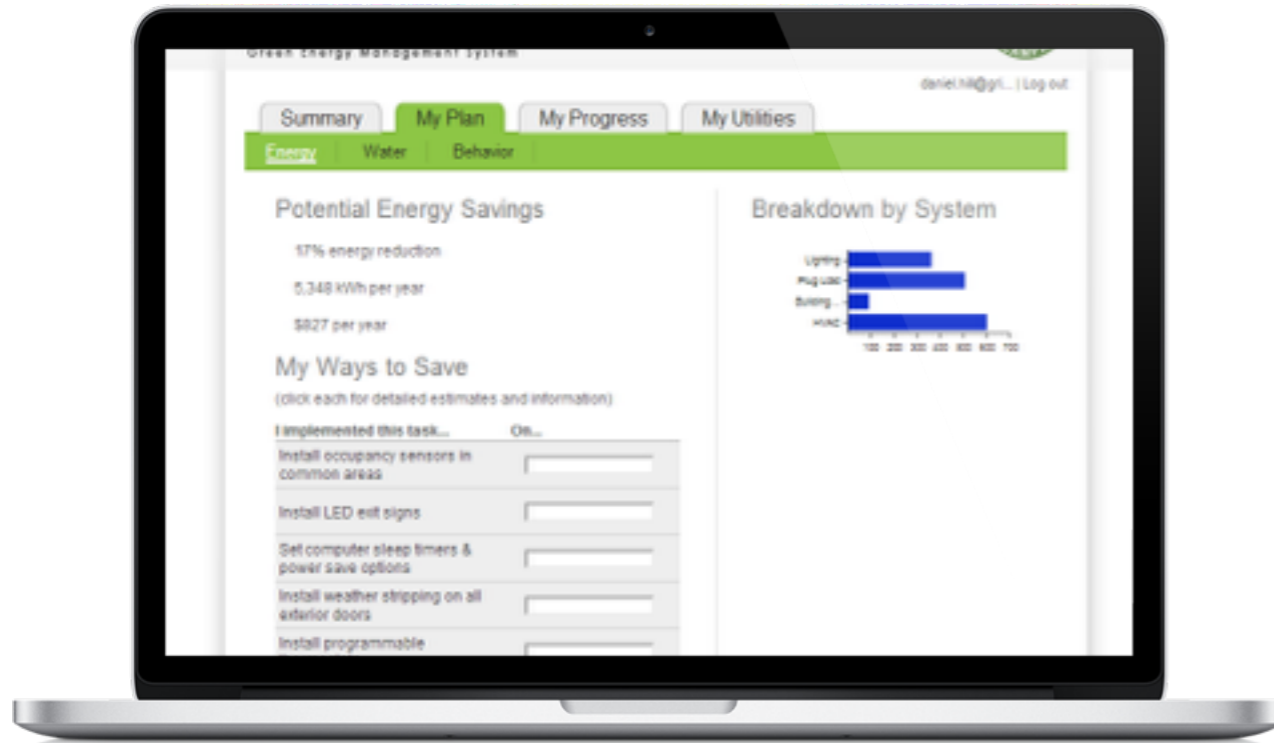 Green Energy Management System
daniel.hill@gri... | Log out
Summary My Plan My Progress My Utilities
Energy Water Behavior
Potential Energy Savings
17% energy reduction
5,348 kWh per year
$827 per year
My Ways to Save
(click each for detailed estimates and information)
I implemented this task... On...
Install occupancy sensors in
common areas
Install LED exit signs
Set computer sleep timers &
power save options
Install weather stripping on all
exterior doors
Install programmable
Breakdown by System
Lighting
Plug Load
Building...
HVAC
100 200 300 400 500 600 700